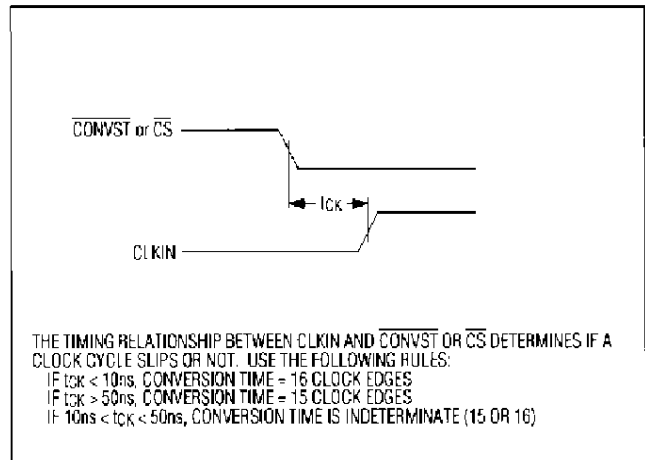 CONVST or CS
tCK
CLKIN
THE TIMING RELATIONSHIP BETWEEN CLKIN AND CONVST OR CS DETERMINES IF A
CLOCK CYCLE SLIPS OR NOT. USE THE FOLLOWING RULES:
IF tCK < 10ns, CONVERSION TIME = 16 CLOCK EDGES
IF tCK > 50ns, CONVERSION TIME = 15 CLOCK EDGES
IF 10ns < tCK < 50ns, CONVERSION TIME IS INDETERMINATE (15 OR 16)